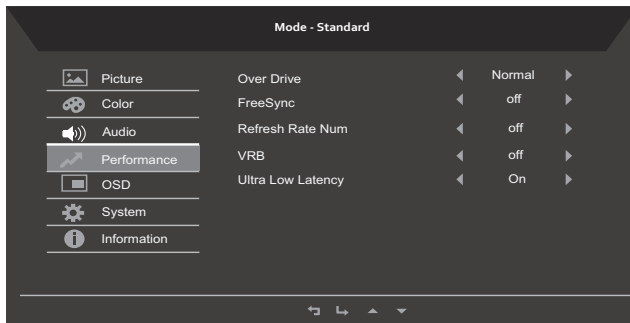 Mode - Standard
Picture
Color
Audio
Performance
OSD
System
Information
Over Drive Normal
FreeSync off
Refresh Rate Num off
VRB off
Ultra Low Latency On